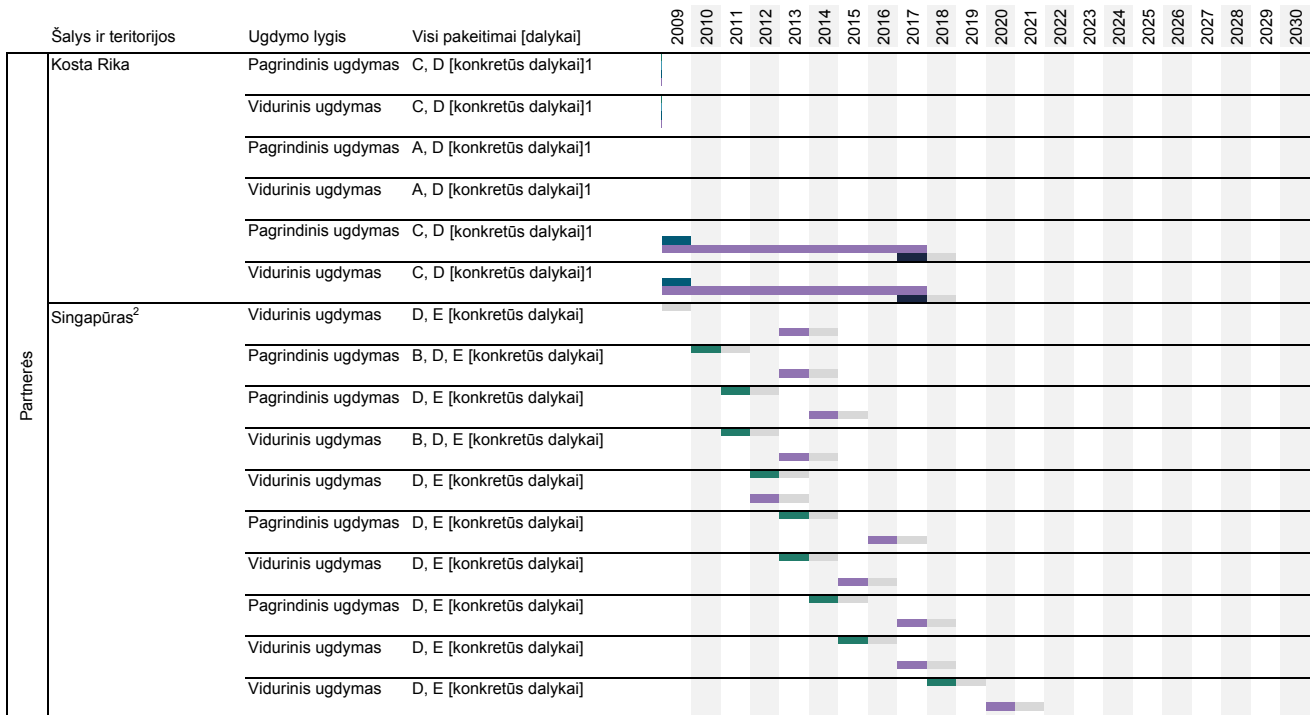 Šalys ir teritorijos Ugdymo lygis Visi pakeitimai [dalykai] 2009 2010 2011 2012 2013 2014 2015 2016 2017 2018 2019 2020 2021 2022 2023 2024 2025 2026 2027 2028 2029 2030
Partnerės
Kosta Rika Pagrindinis ugdymas C, D [konkretūs dalykai]1
Vidurinis ugdymas C, D [konkretūs dalykai]1
Pagrindinis ugdymas A, D [konkretūs dalykai]1
Vidurinis ugdymas A, D [konkretūs dalykai]1
Pagrindinis ugdymas C, D [konkretūs dalykai]1
Vidurinis ugdymas C, D [konkretūs dalykai]1
Singapūras2 Vidurinis ugdymas D, E [konkretūs dalykai]
Pagrindinis ugdymas B, D, E [konkretūs dalykai]
Pagrindinis ugdymas D, E [konkretūs dalykai]
Vidurinis ugdymas B, D, E [konkretūs dalykai]
Vidurinis ugdymas D, E [konkretūs dalykai]
Pagrindinis ugdymas D, E [konkretūs dalykai]
Vidurinis ugdymas D, E [konkretūs dalykai]
Pagrindinis ugdymas D, E [konkretūs dalykai]
Vidurinis ugdymas D, E [konkretūs dalykai]
Vidurinis ugdymas D, E [konkretūs dalykai]